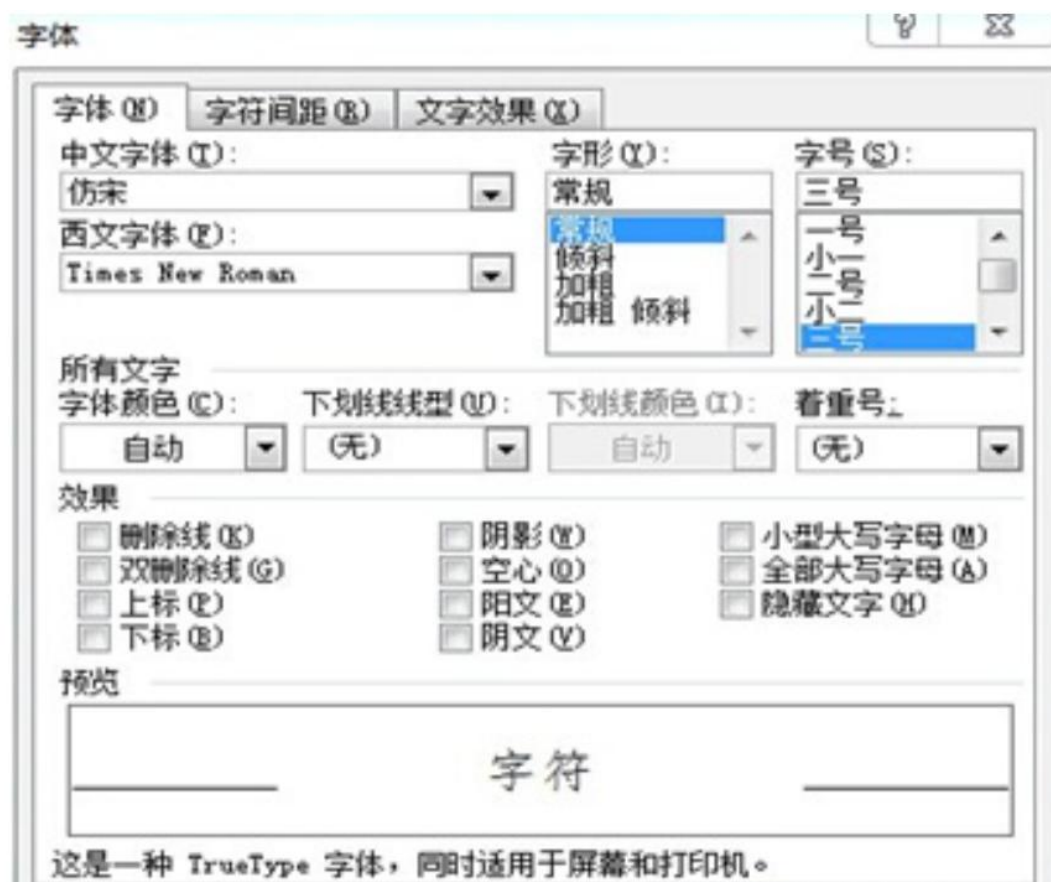 字体
字体(N) 字符间距(R) 文字效果(X)
中文字体(T): 字形(Y): 字号(S):
仿宋 常规 三号
西文字体(F): 常规 一号
Times New Roman 倾斜 小一
加粗 二号
加粗 倾斜 小二
三号
所有文字
字体颜色(C): 下划线线型(U): 下划线颜色(I): 着重号:
自动 (无) 自动 (无)
效果
删除线(K) 阴影(W) 小型大写字母(M)
双删除线(G) 空心(O) 全部大写字母(A)
上标(P) 阳文(E) 隐藏文字(H)
下标(B) 阴文(V)
预览
字符
这是一种 TrueType 字体，同时适用于屏幕和打印机。